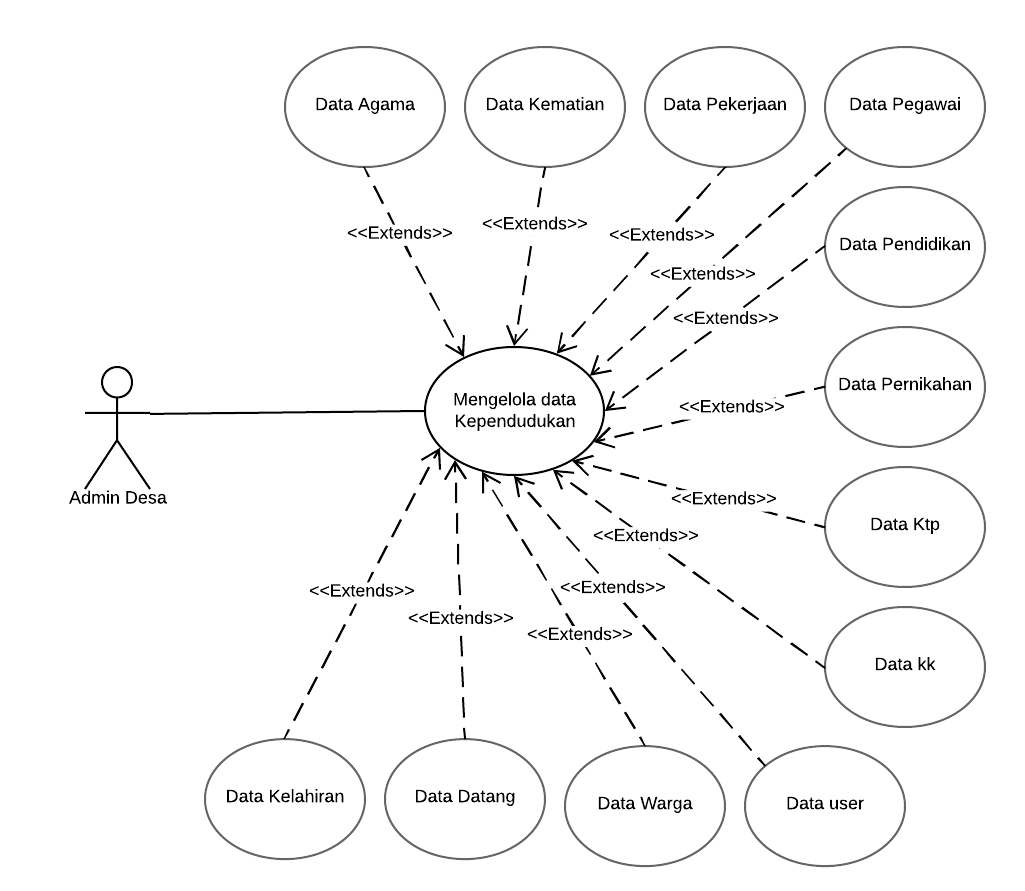 Data Agama
Data Kematian
Data Pekerjaan
Data Pegawai
<<Extends>>
<<Extends>>
<<Extends>>
Data Pendidikan
<<Extends>>
<<Extends>>
Data Pernikahan
Mengelola data
Kependudukan
<<Extends>>
Admin Desa
<<Extends>>
Data Ktp
<<Extends>>
<<Extends>>
<<Extends>>
<<Extends>>
<<Extends>>
Data kk
Data Kelahiran
Data Datang
Data Warga
Data user